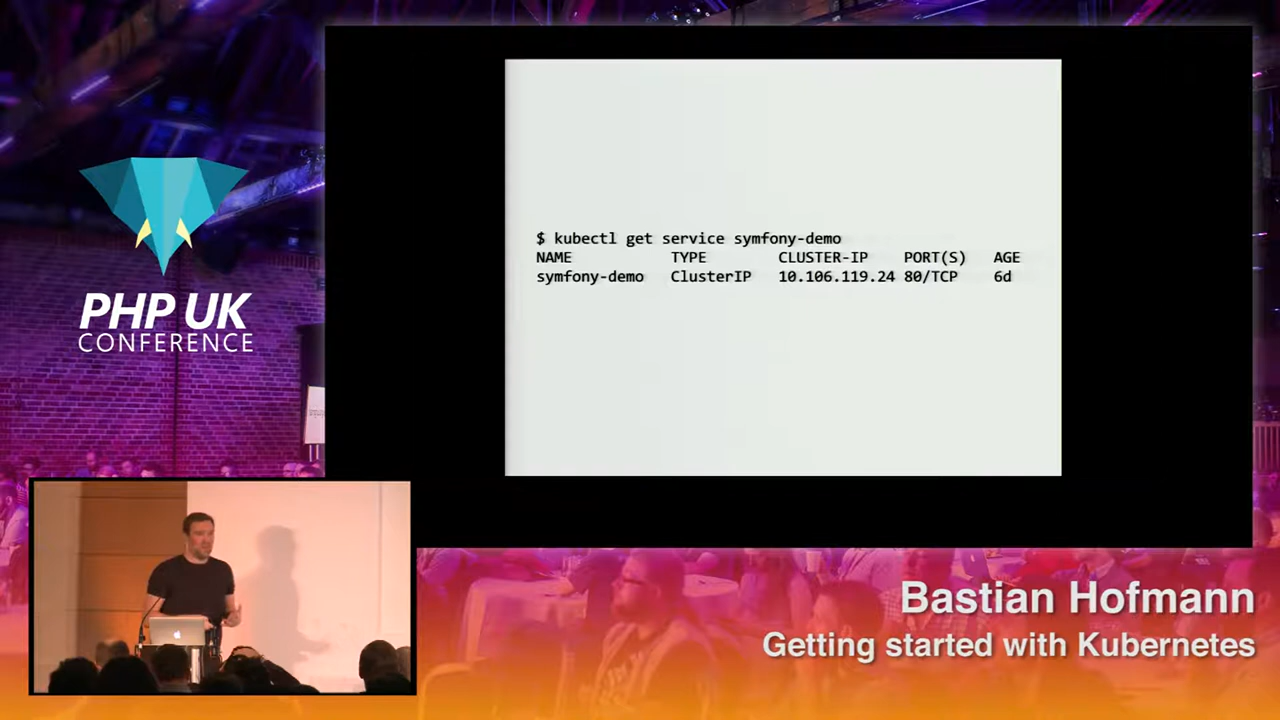 PHP UK
CONFERENCE
$ kubectl get service symfony-demo
NAME TYPE CLUSTER-IP PORT(S) AGE
symfony-demo ClusterIP 10.106.119.24 80/TCP 6d
Bastian Hofmann
Getting started with Kubernetes